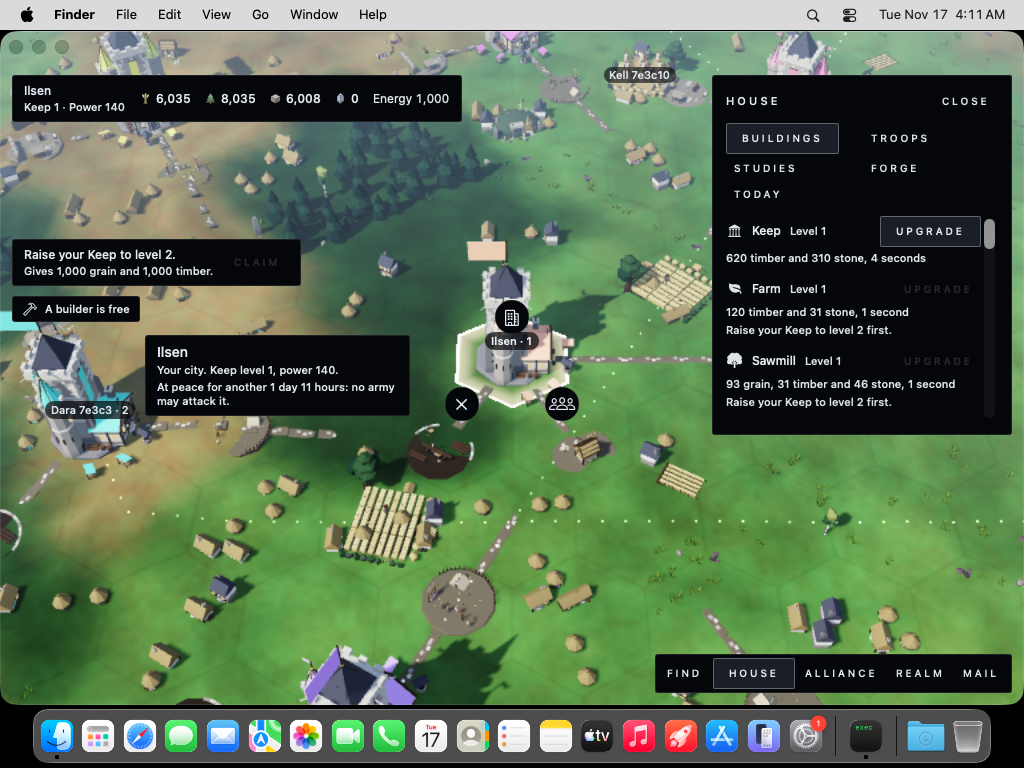 Finder File Edit View Go Window Help Tue Nov 17 4:11 AM
Kell 7e3c10
Ilsen
Keep 1 · Power 140
6,035 8,035 6,008 0 Energy 1,000
Raise your Keep to level 2.
Gives 1,000 grain and 1,000 timber.
CLAIM
A builder is free
Ilsen
Your city. Keep level 1, power 140.
At peace for another 1 day 11 hours: no army
may attack it.
Ilsen · 1
Dara 7e3c3 · 2
HOUSE CLOSE
BUILDINGS TROOPS
STUDIES FORGE
TODAY
Keep Level 1 UPGRADE
620 timber and 310 stone, 4 seconds
Farm Level 1 UPGRADE
120 timber and 31 stone, 1 second
Raise your Keep to level 2 first.
Sawmill Level 1 UPGRADE
93 grain, 31 timber and 46 stone, 1 second
Raise your Keep to level 2 first.
FIND HOUSE ALLIANCE REALM MAIL
Tue
17
tv
1
exec